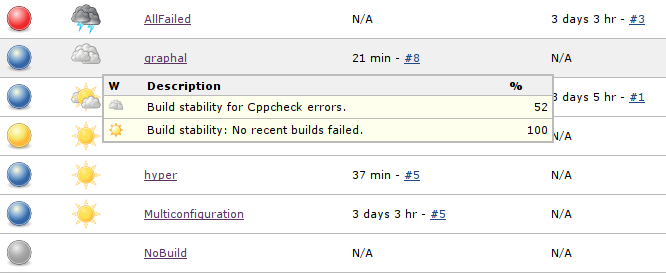 AllFailed N/A 3 days 3 hr - #3
graphal 21 min - #8 N/A
W Description %
3 days 5 hr - #1
Build stability for Cppcheck errors. 52
Build stability: No recent builds failed. 100
N/A
hyper 37 min - #5 N/A
Multiconfiguration 3 days 3 hr - #5 N/A
NoBuild N/A N/A